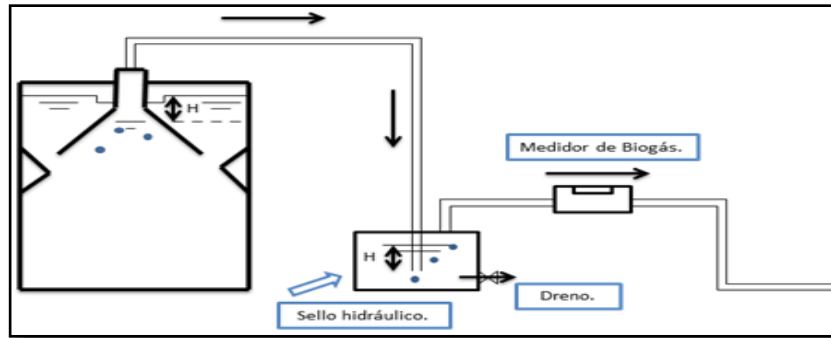 H
Medidor de Biogás.
H
Dreno.
Sello hidráulico.